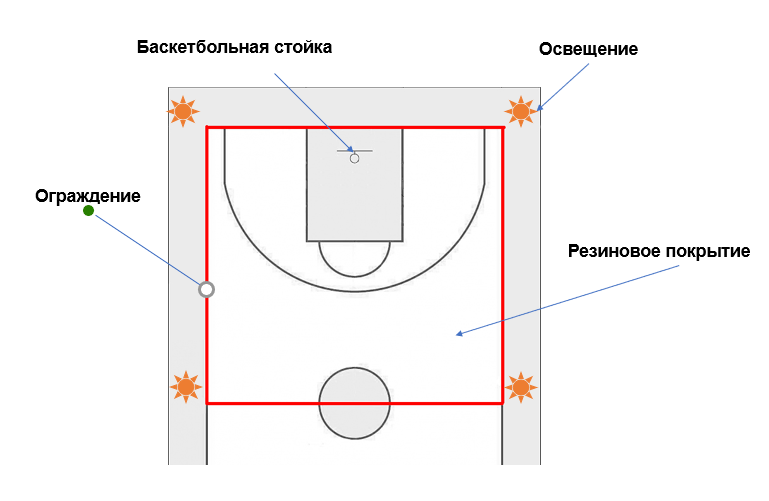 Баскетбольная стойка
Освещение
Ограждение
Резиновое покрытие